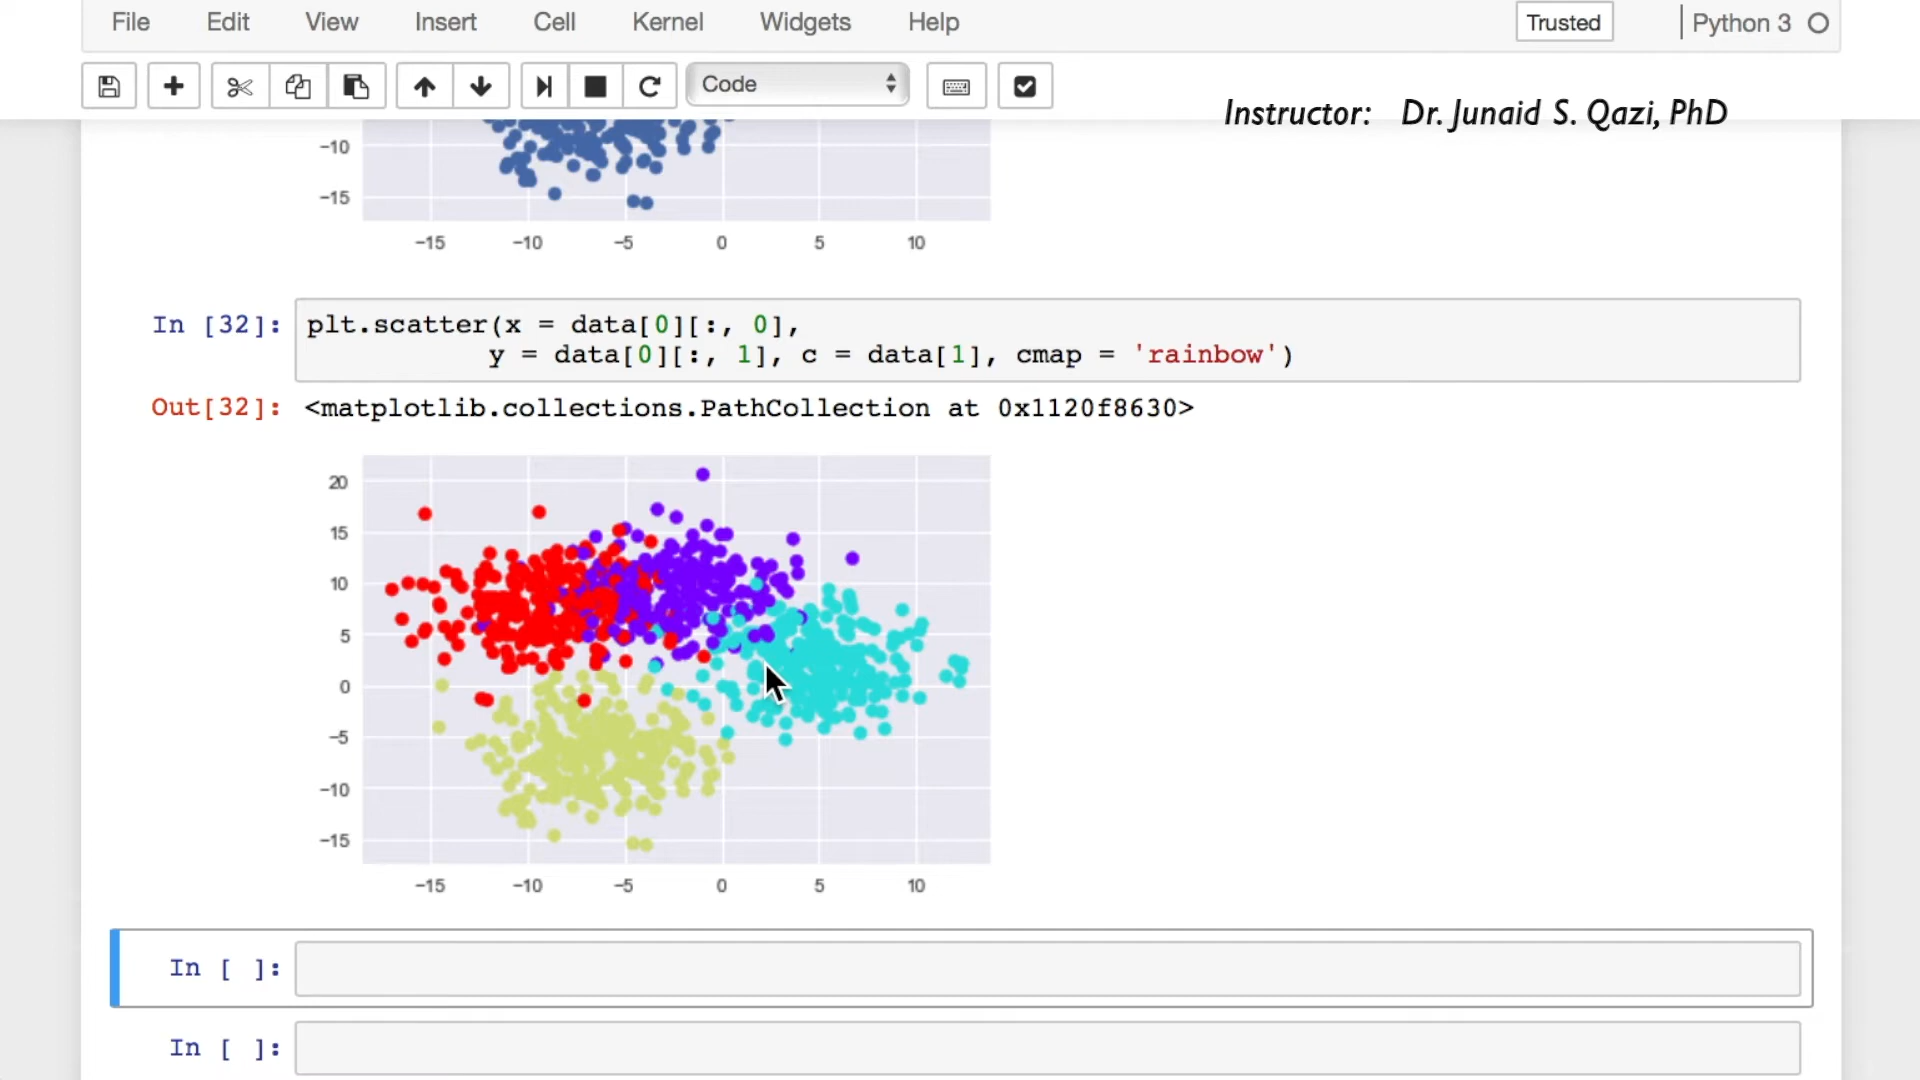 File Edit View Insert Cell Kernel Widgets Help Trusted Python 3
Code
Instructor: Dr. Junaid S. Qazi, PhD
−10
−15
−15 −10 −5 0 5 10
In [32]: plt.scatter(x = data[0][:, 0],
y = data[0][:, 1], c = data[1], cmap = 'rainbow')
Out[32]: <matplotlib.collections.PathCollection at 0x1120f8630>
20
15
10
5
0
−5
−10
−15
−15 −10 −5 0 5 10
In [ ]:
In [ ]: